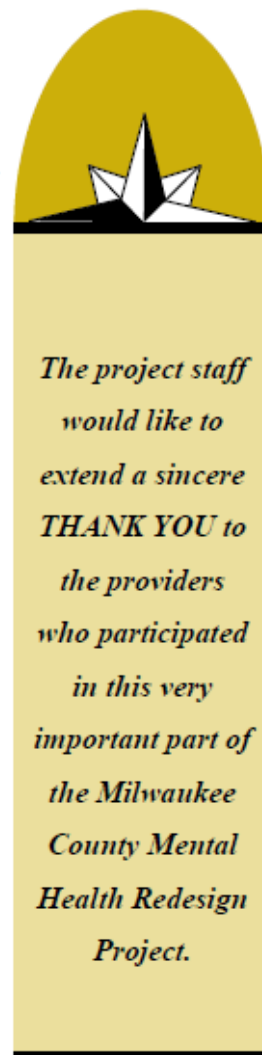 The project staff
would like to
extend a sincere
THANK YOU to
the providers
who participated
in this very
important part of
the Milwaukee
County Mental
Health Redesign
Project.